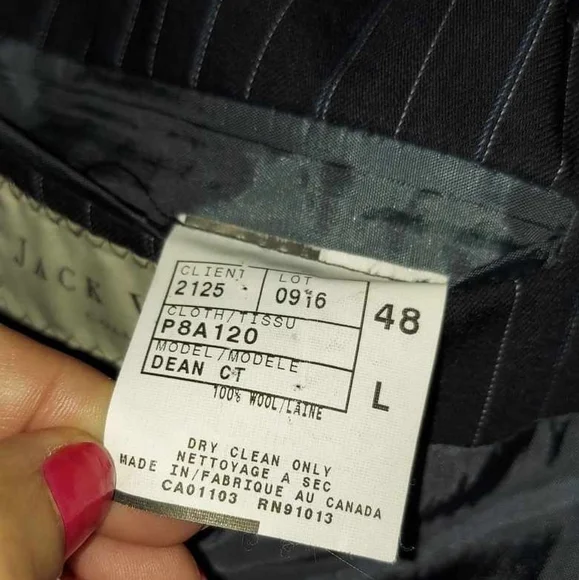 JACK
CLIENT LOT
2125 0916 48
CLOTH/TISSU
P8A120
MODEL/MODELE
DEAN CT L
100% WOOL/LAINE
DRY CLEAN ONLY
NETTOYAGE A SEC
MADE IN/FABRIQUE AU CANADA
CA01103 RN91013